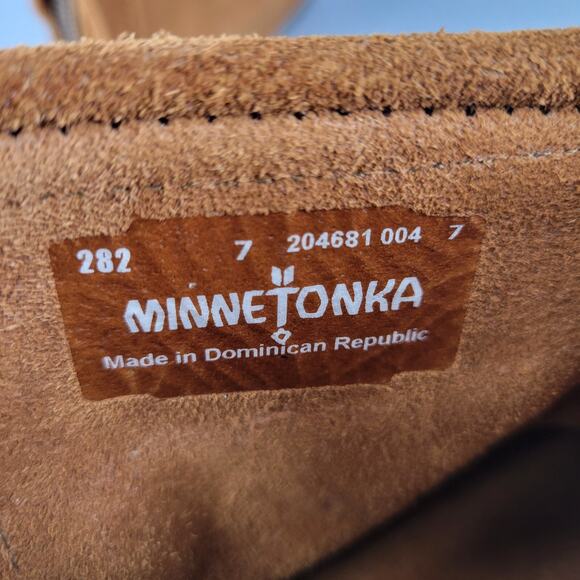 282 7 204681 004 7
MINNETONKA
Made in Dominican Republic